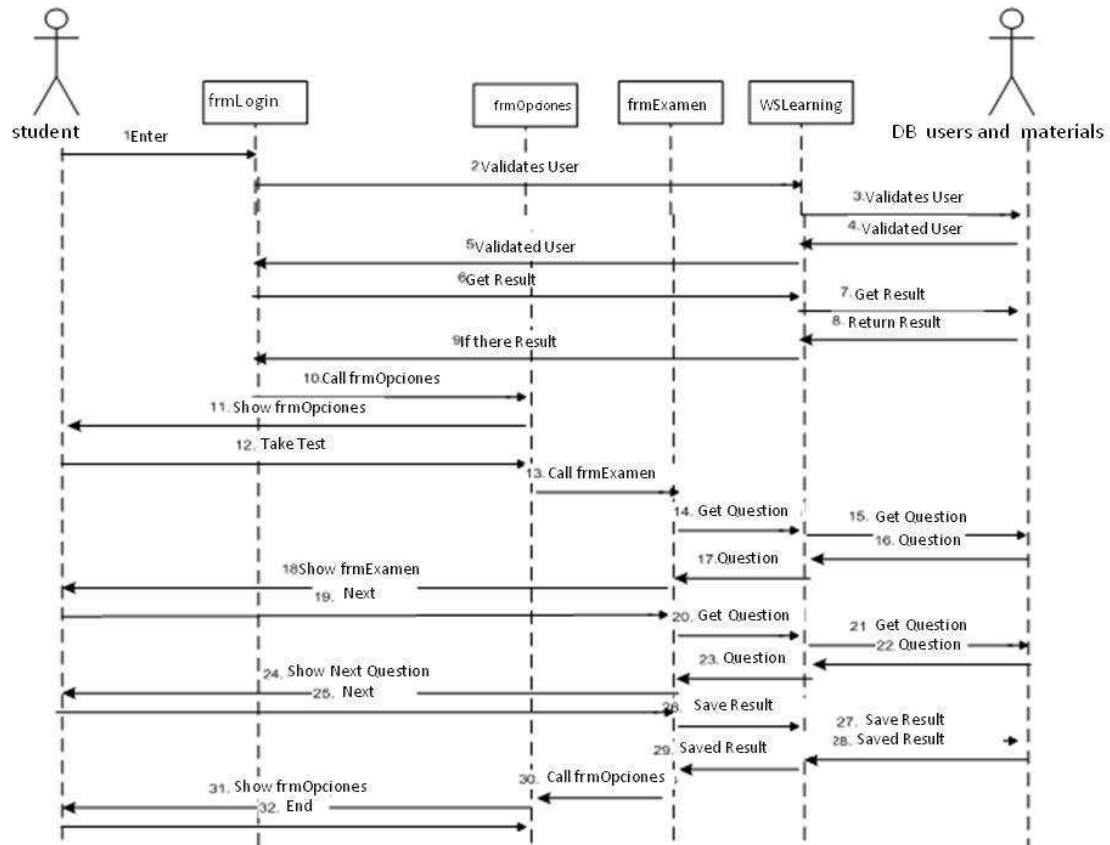 frmLogin
frmOpciones
frmExamen
WSLearning
student
DB users and materials
1Enter
2Validates User
3.Validates User
4.Validated User
5Validated User
6Get Result
7.Get Result
8. Return Result
9If there Result
10.Call frmOpciones
11. Show frmOpciones
12. Take Test
13. Call frmExamen
14. Get Question
15. Get Question
16. Question
17.Question
18Show frmExamen
19. Next
20. Get Question
21 Get Question
22. Question
23. Question
24. Show Next Question
25. Next
26. Save Result
27. Save Result
28. Saved Result
29. Saved Result
30. Call frmOpciones
31. Show frmOpciones
32. End